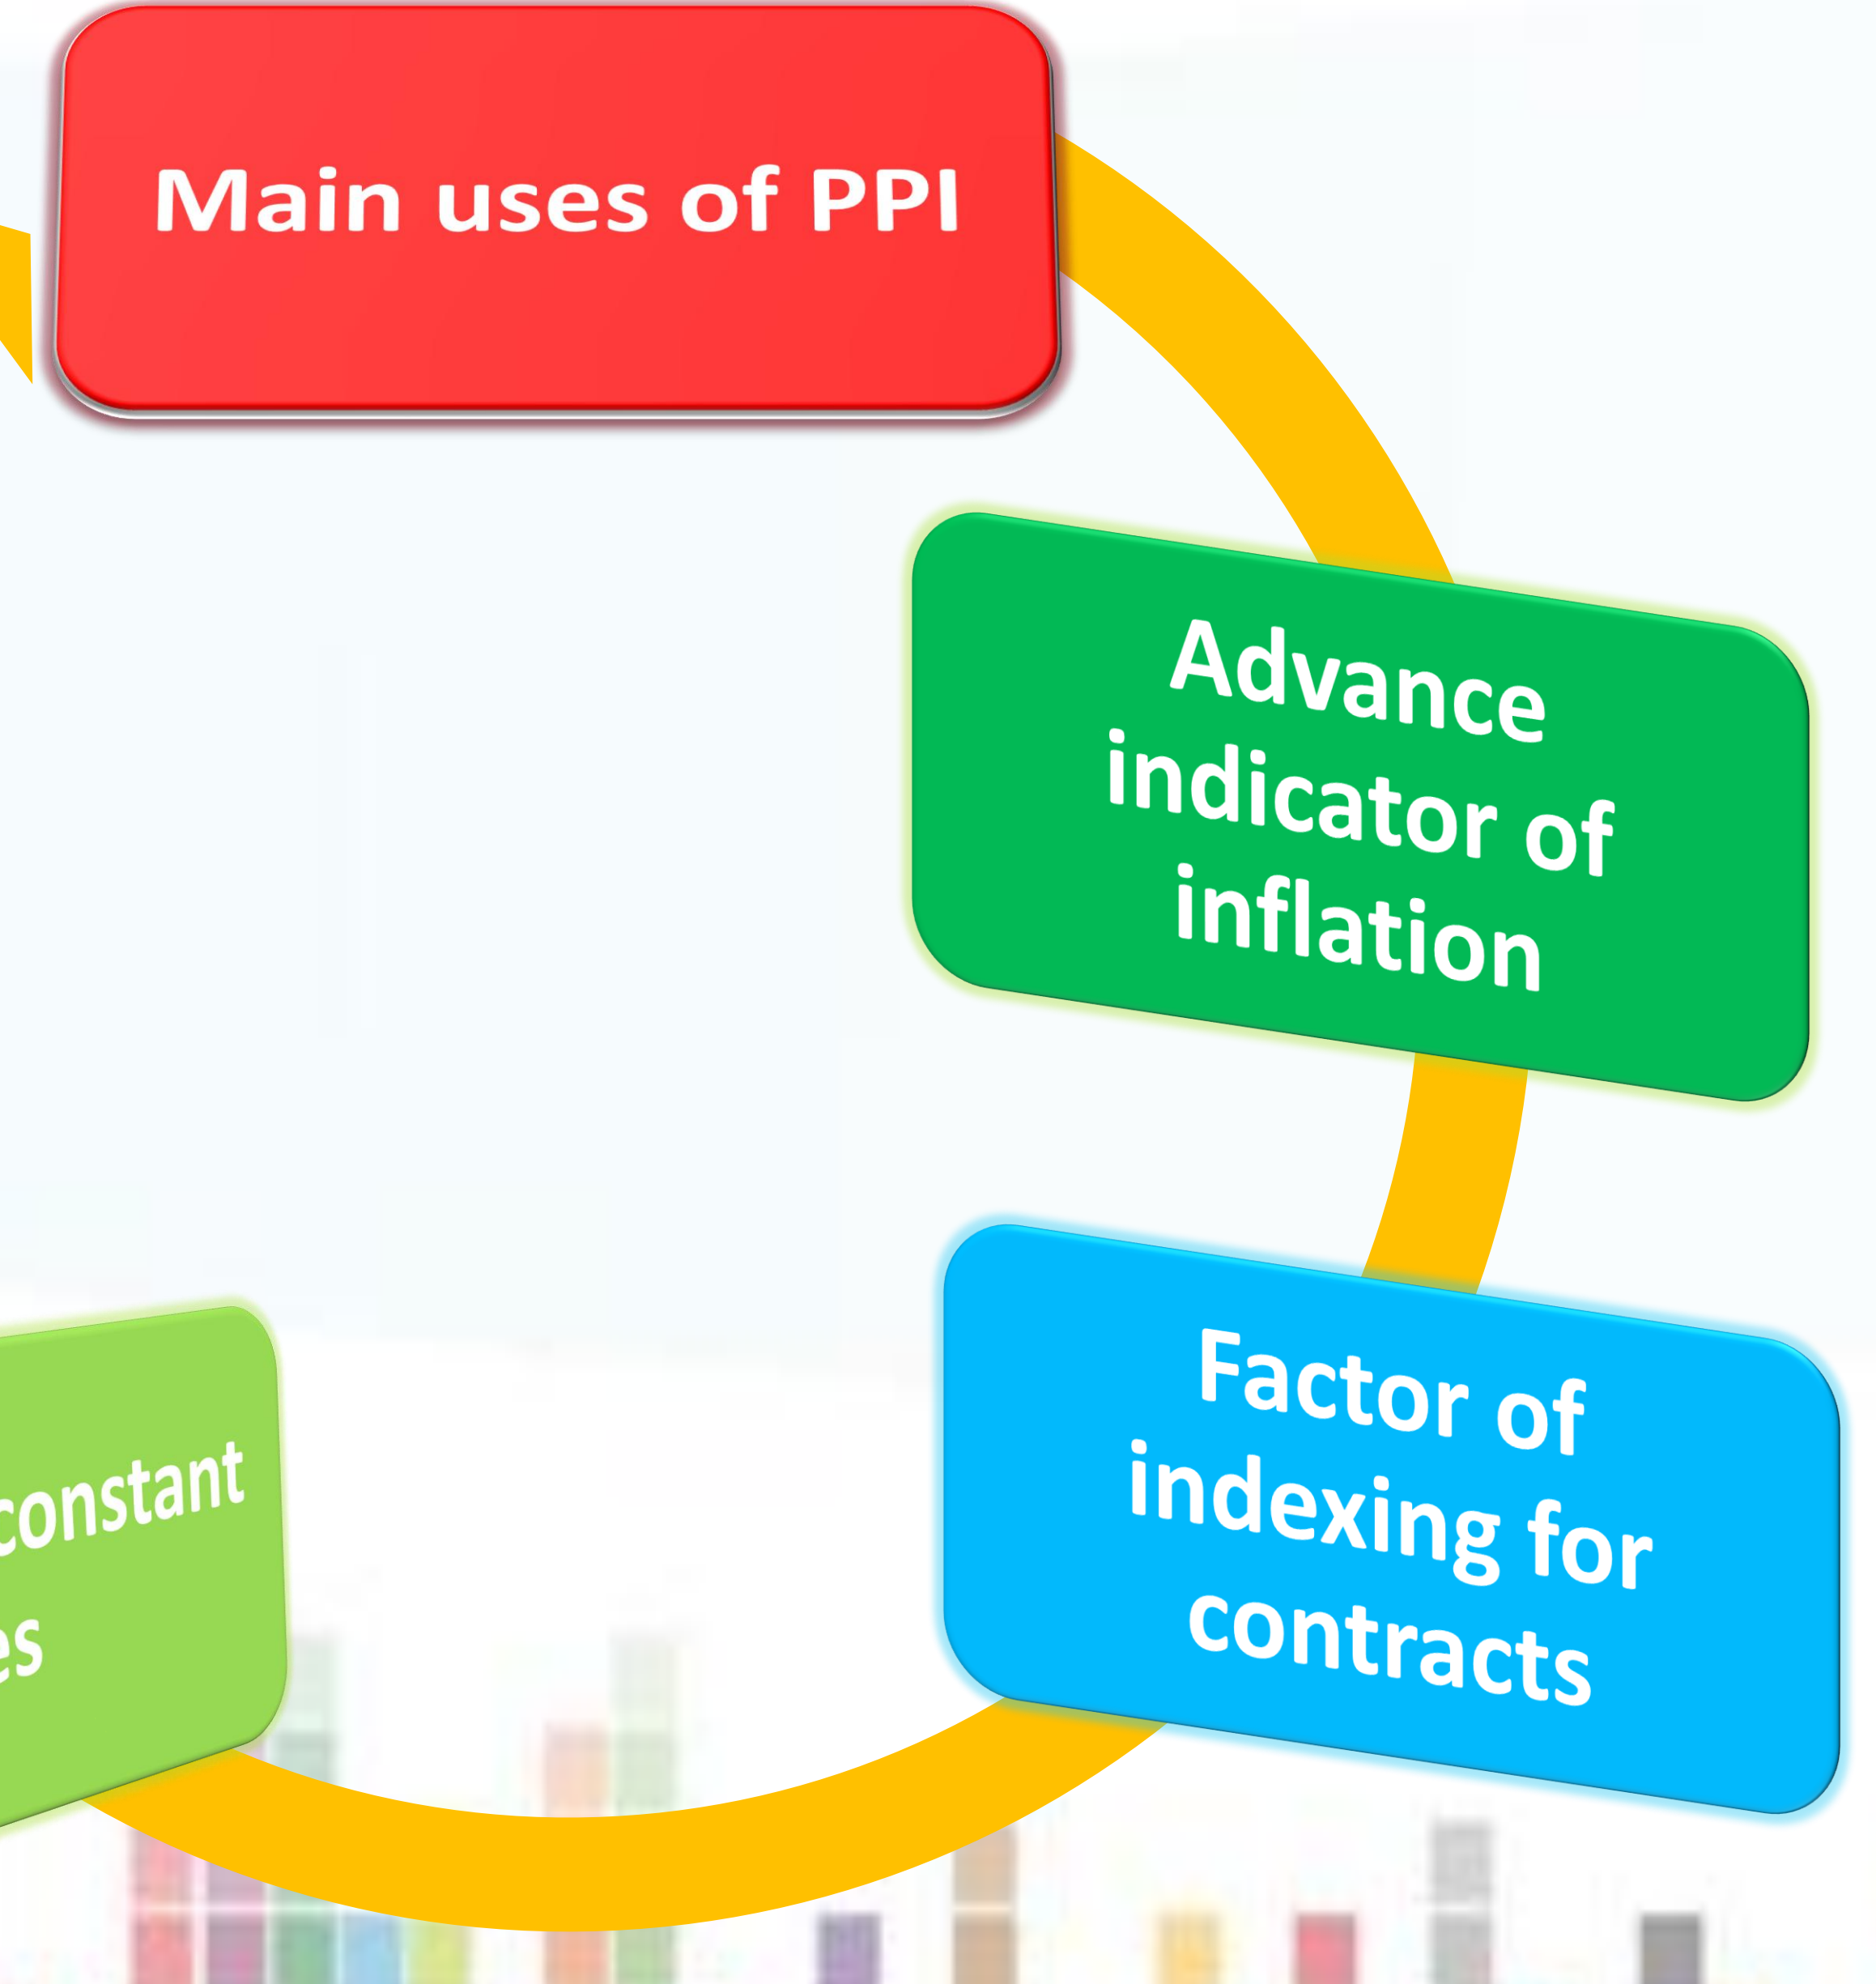 Main uses of PPI
Advance
indicator of
inflation
Factor of
indexing for
contracts
constant